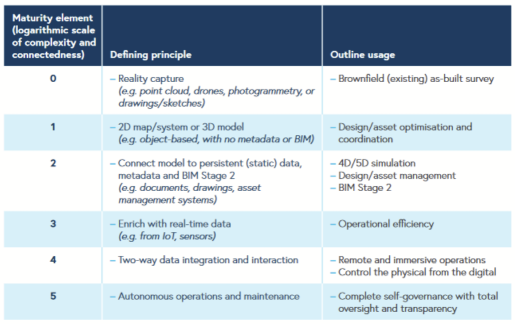 Maturity element
(logarithmic scale
of complexity and
connectedness)
Defining principle
Outline usage
0
– Reality capture
(e.g. point cloud, drones, photogrammetry, or
drawings/sketches)
– Brownfield (existing) as-built survey
1
– 2D map/system or 3D model
(e.g. object-based, with no metadata or BIM)
– Design/asset optimisation and
coordination
2
– Connect model to persistent (static) data,
metadata and BIM Stage 2
(e.g. documents, drawings, asset
management systems)
– 4D/5D simulation
– Design/asset management
– BIM Stage 2
3
– Enrich with real-time data
(e.g. from IoT, sensors)
– Operational efficiency
4
– Two-way data integration and interaction
– Remote and immersive operations
– Control the physical from the digital
5
– Autonomous operations and maintenance
– Complete self-governance with total
oversight and transparency